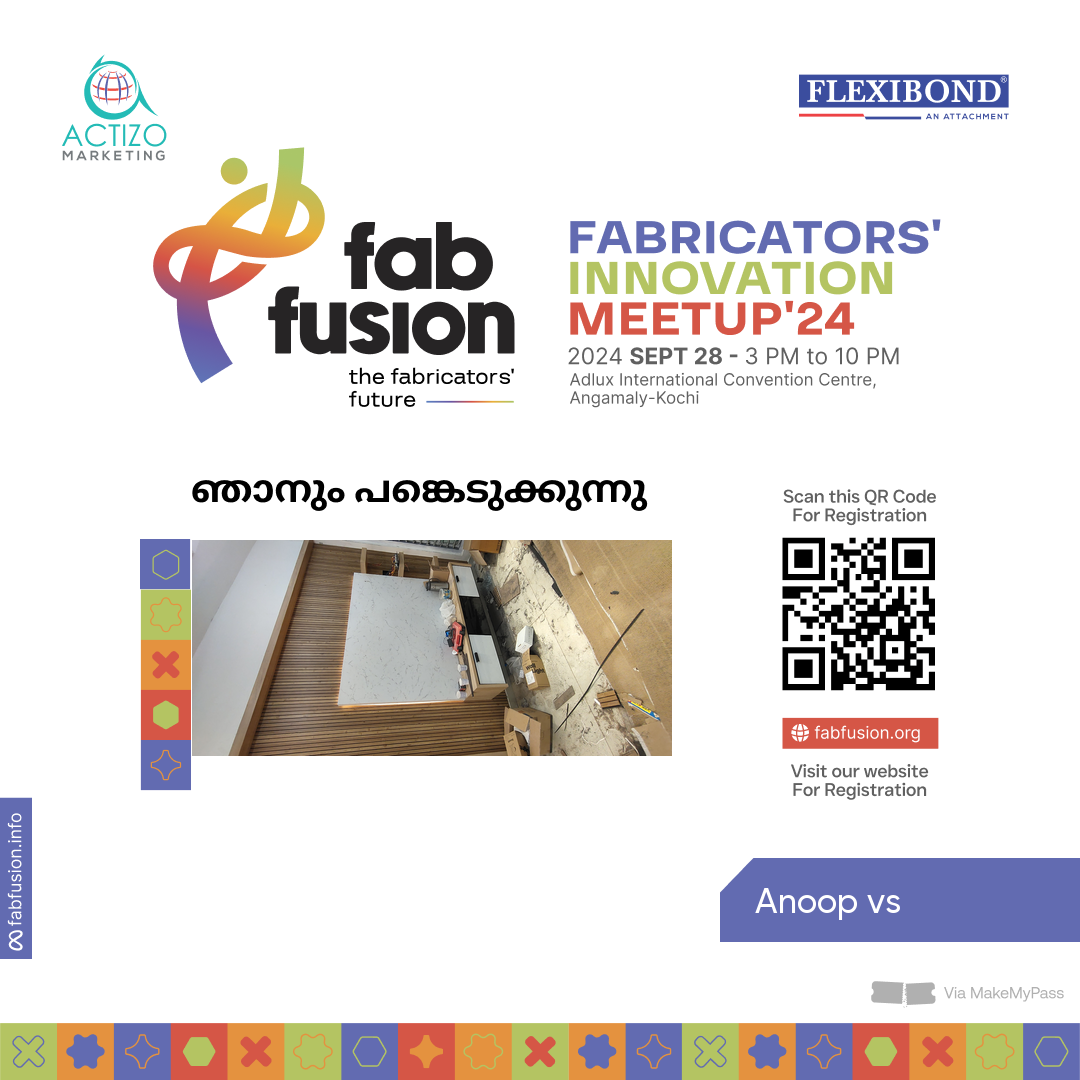 ACTIZO
MARKETING
FLEXIBOND®
AN ATTACHMENT
fab
fusion
the fabricators'
future
FABRICATORS'
INNOVATION
MEETUP'24
2024 SEPT 28 - 3 PM to 10 PM
Adlux International Convention Centre,
Angamaly-Kochi
ഞാനും പങ്കെടുക്കുന്നു
Scan this QR Code
For Registration
fabfusion.org
Visit our website
For Registration
fabfusion.info
Anoop vs
Via MakeMyPass